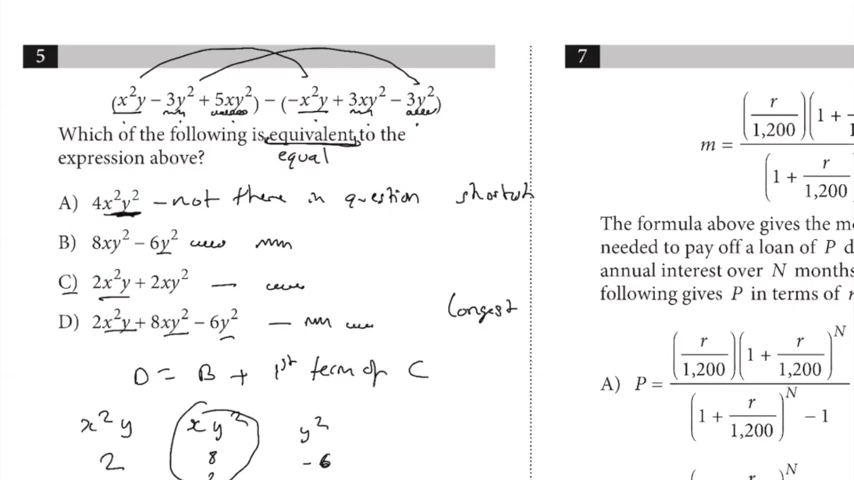 5
(x²y − 3y² + 5xy²) − (−x²y + 3xy² − 3y²)
Which of the following is equivalent to the
expression above?
equal
A) 4x²y² - not there in question
B) 8xy² − 6y²
C) 2x²y + 2xy²
D) 2x²y + 8xy² − 6y²
Longest
D = B + 1st term of C
x²y xy² y²
2 8 -6
7
m = (r/1,200)(1 +
(1 + r/1,200
The formula above gives the
needed to pay off a loan of P
annual interest over N months
following gives P in terms of
A) P = (r/1,200)(1 + r/1,200)^N
(1 + r/1,200)^N − 1
N